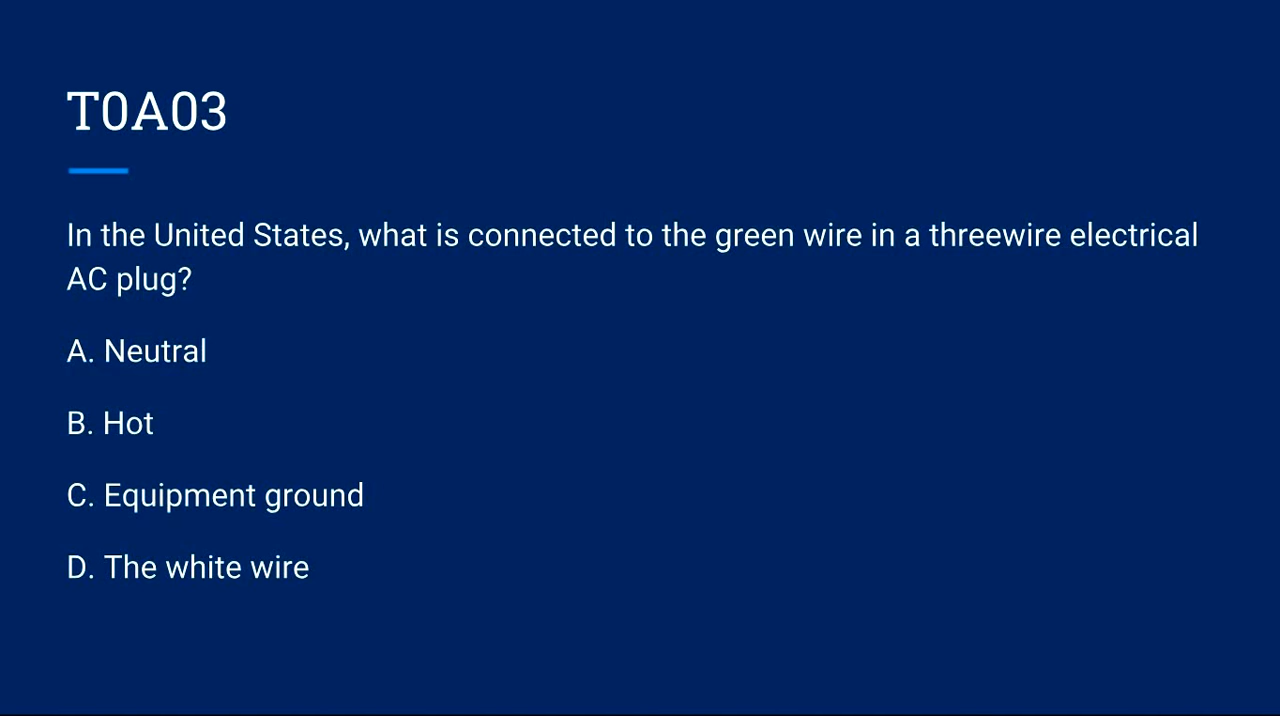 T0A03
In the United States, what is connected to the green wire in a threewire electrical
AC plug?
A. Neutral
B. Hot
C. Equipment ground
D. The white wire